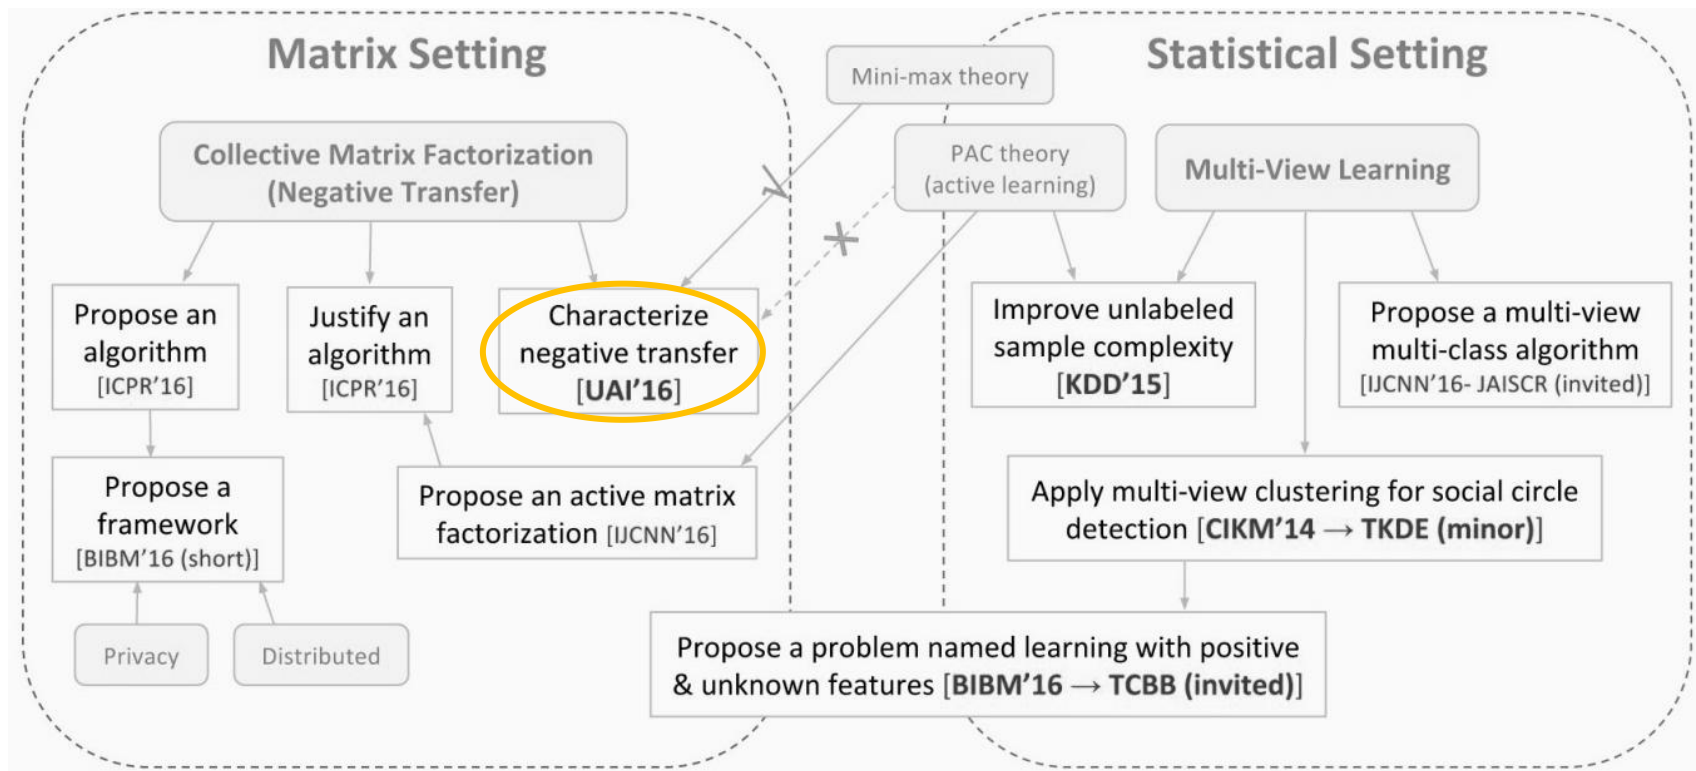 Matrix Setting
Statistical Setting
Mini-max theory
Collective Matrix Factorization
(Negative Transfer)
PAC theory
(active learning)
Multi-View Learning
Propose an
algorithm
[ICPR’16]
Justify an
algorithm
[ICPR’16]
Characterize
negative transfer
[UAI’16]
Improve unlabeled
sample complexity
[KDD’15]
Propose a multi-view
multi-class algorithm
[IJCNN’16- JAISCR (invited)]
Propose a
framework
[BIBM’16 (short)]
Propose an active matrix
factorization [IJCNN’16]
Apply multi-view clustering for social circle
detection [CIKM’14 → TKDE (minor)]
Privacy
Distributed
Propose a problem named learning with positive
& unknown features [BIBM’16 → TCBB (invited)]